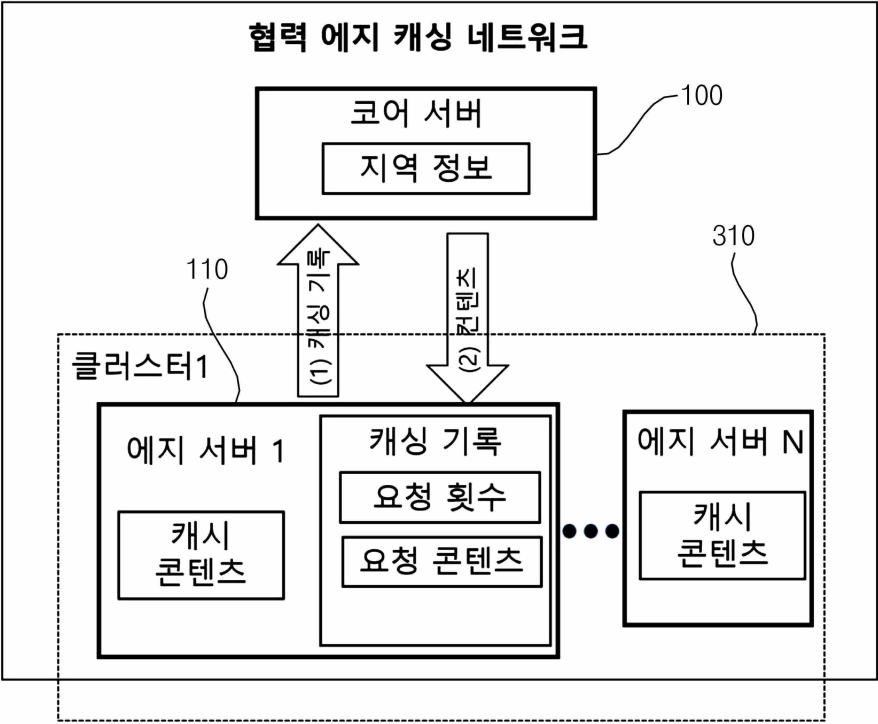 협력 에지 캐싱 네트워크
코어 서버
지역 정보
100
110
310
(1) 캐싱 기록
(2) 컨텐츠
클러스터1
에지 서버 1
캐시
콘텐츠
캐싱 기록
요청 횟수
요청 콘텐츠
에지 서버 N
캐시
콘텐츠